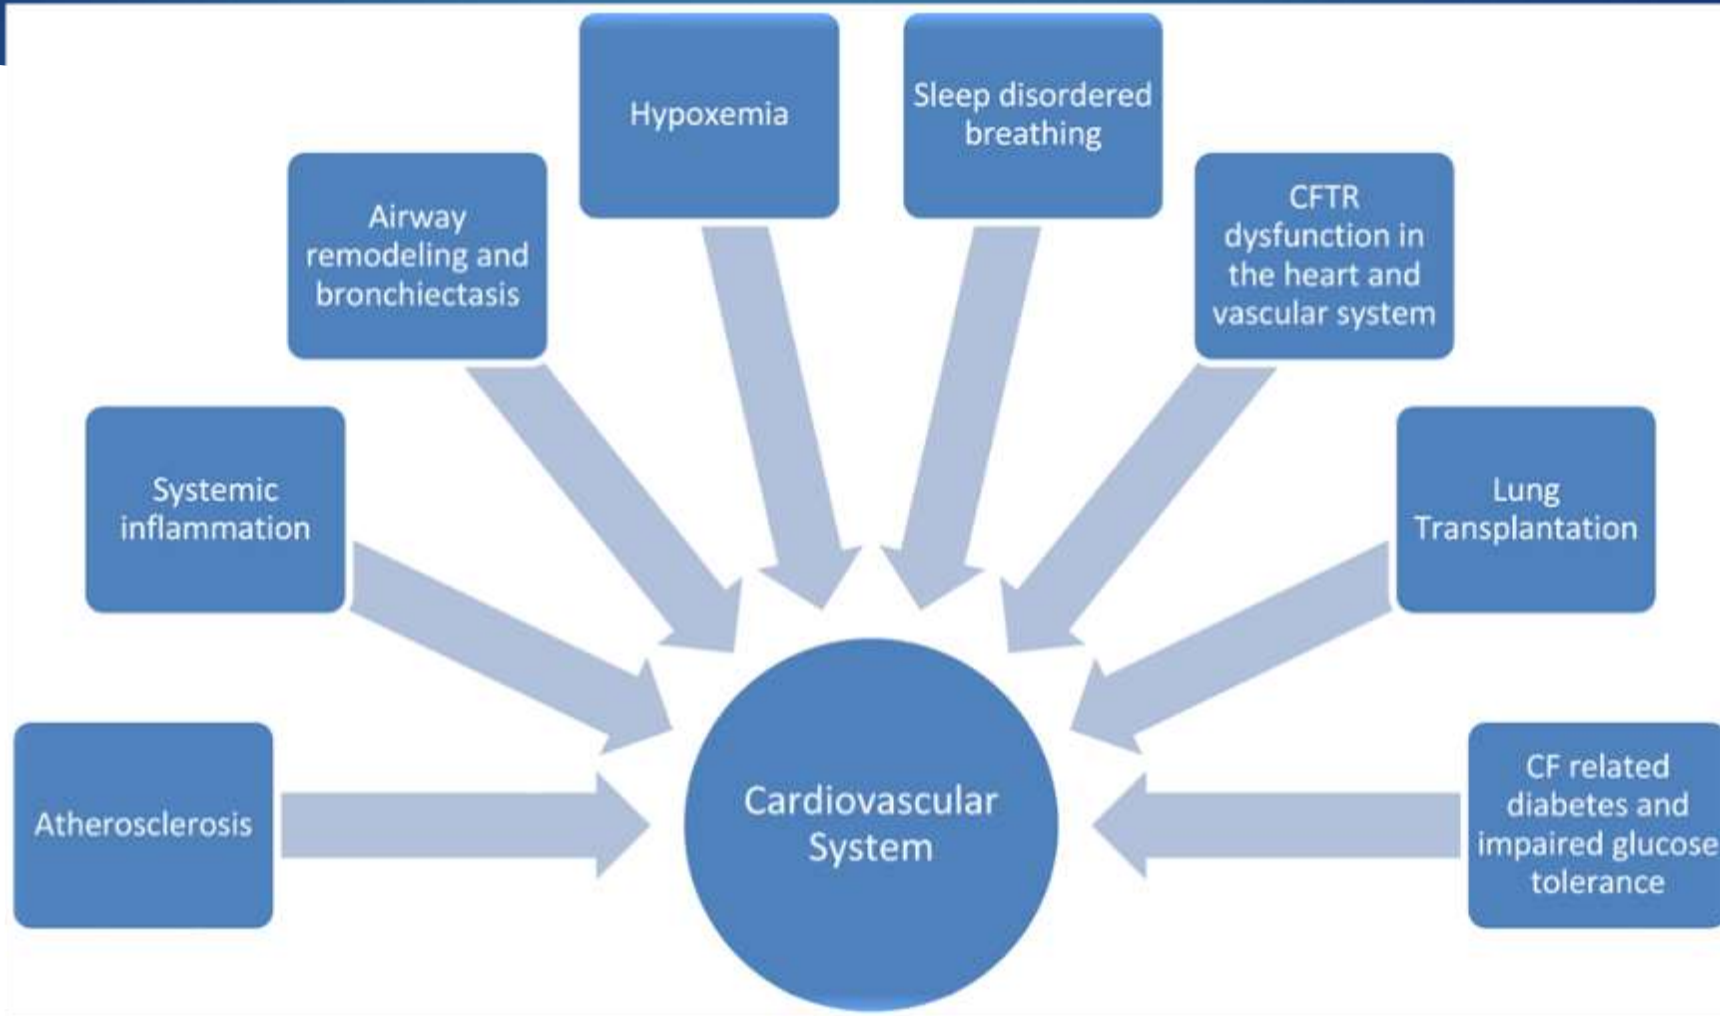 Hypoxemia
Sleep disordered
breathing
Airway
remodeling and
bronchiectasis
CFTR
dysfunction in
the heart and
vascular system
Systemic
inflammation
Lung
Transplantation
Atherosclerosis
Cardiovascular
System
CF related
diabetes and
impaired glucose
tolerance